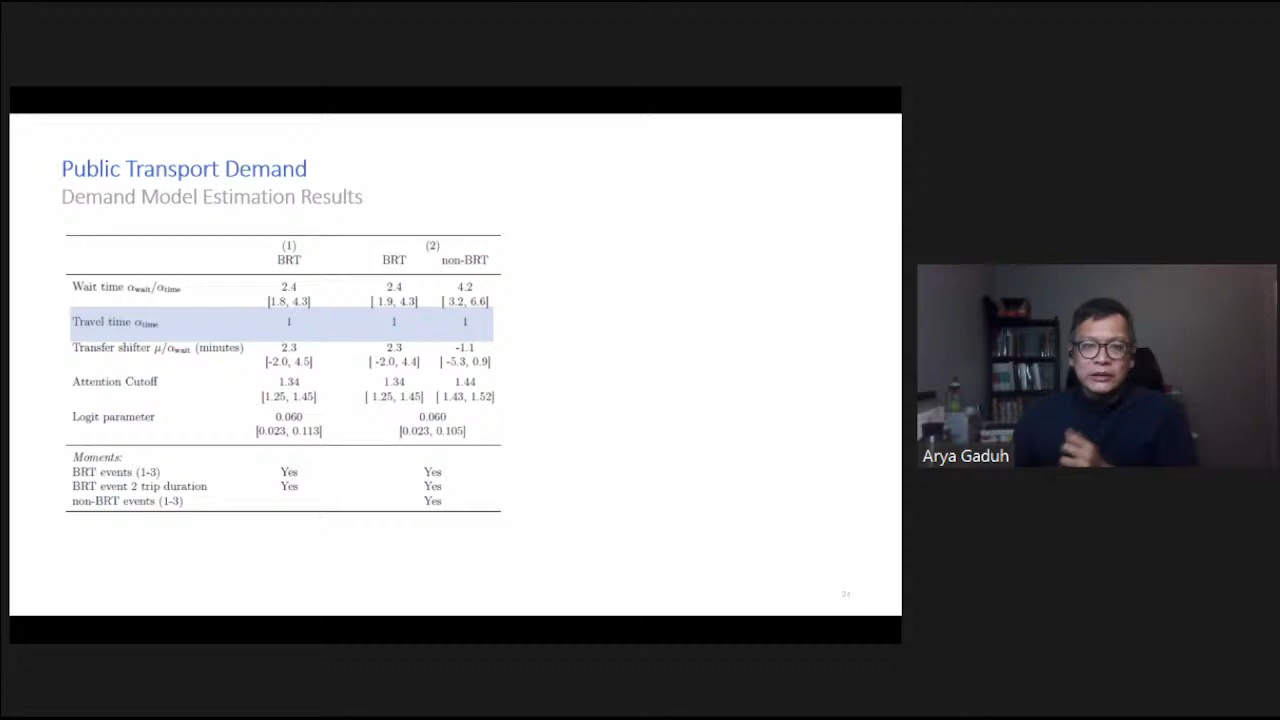 Public Transport Demand
Demand Model Estimation Results
(1) (2)
BRT BRT non-BRT
Wait time αwait/αtime 2.4 2.4 4.2
[1.8, 4.3] [ 1.9, 4.3] [ 3.2, 6.6]
Travel time αtime 1 1 1
Transfer shifter μ/αwait (minutes) 2.3 2.3 -1.1
[-2.0, 4.5] [ -2.0, 4.4] [ -5.3, 0.9]
Attention Cutoff 1.34 1.34 1.44
[1.25, 1.45] [ 1.25, 1.45] [ 1.43, 1.52]
Logit parameter 0.060 0.060
[0.023, 0.113] [0.023, 0.105]
Moments:
BRT events (1-3) Yes Yes
BRT event 2 trip duration Yes Yes
non-BRT events (1-3) Yes
24
Arya Gaduh